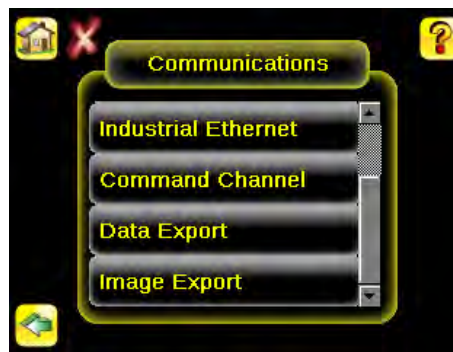 Communications
Industrial Ethernet
Command Channel
Data Export
Image Export